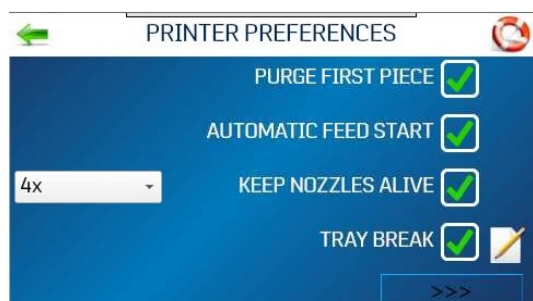 PRINTER PREFERENCES
PURGE FIRST PIECE
AUTOMATIC FEED START
4x KEEP NOZZLES ALIVE
TRAY BREAK
>>>